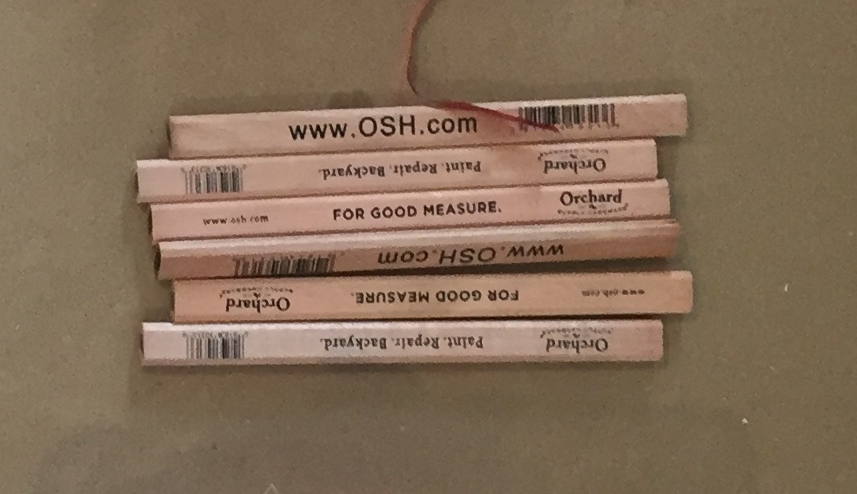 www.OSH.com
Paint. Repair. Backyard. Orchard
www.osh.com FOR GOOD MEASURE. Orchard
www.OSH.com
Orchard FOR GOOD MEASURE. www.osh.com
Paint. Repair. Backyard. Orchard